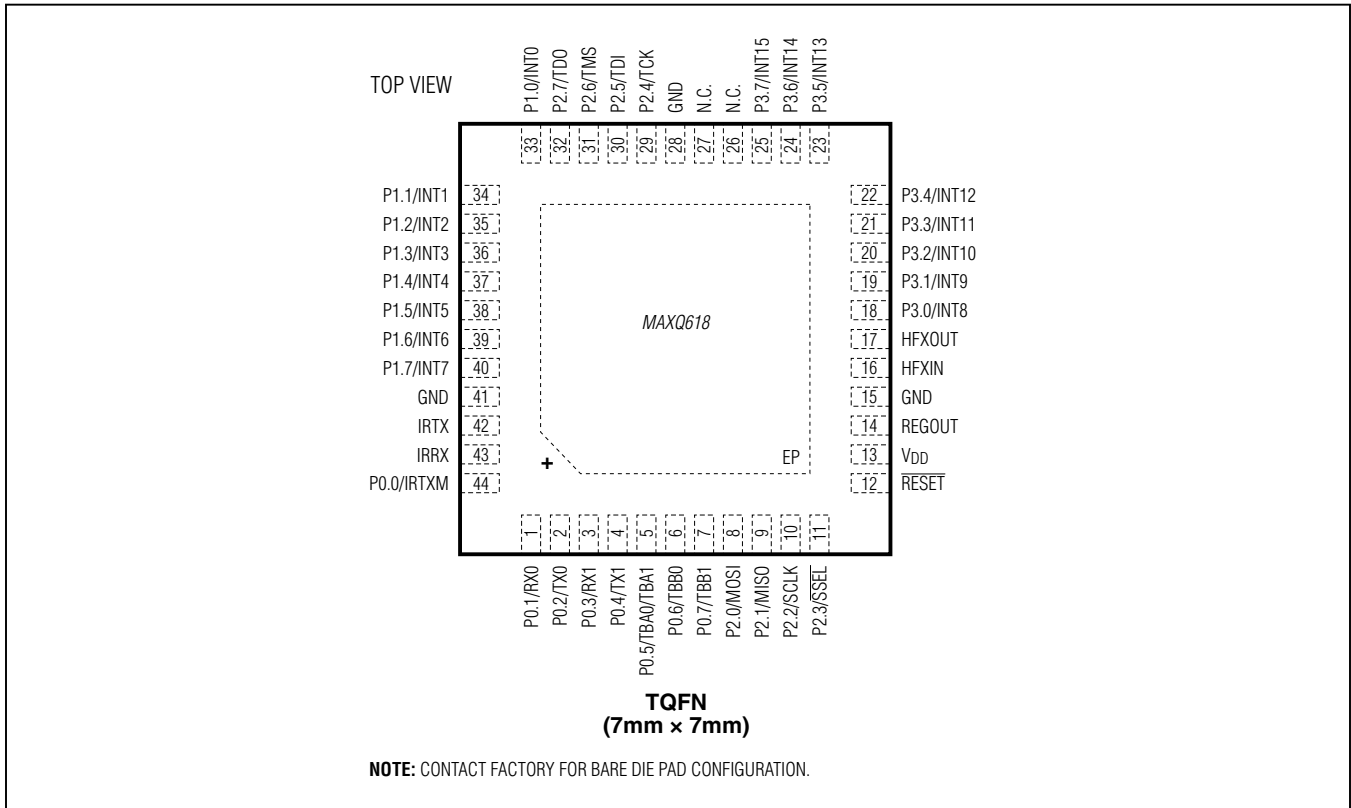 TOP VIEW
P1.0/INT0
P2.7/TDO
P2.6/TMS
P2.5/TDI
P2.4/TCK
GND
N.C.
N.C.
P3.7/INT15
P3.6/INT14
P3.5/INT13
33
32
31
30
29
28
27
26
25
24
23
P1.1/INT1 34
P1.2/INT2 35
P1.3/INT3 36
P1.4/INT4 37
P1.5/INT5 38
P1.6/INT6 39
P1.7/INT7 40
GND 41
IRTX 42
IRRX 43
P0.0/IRTXM 44
MAXQ618
+
EP
22 P3.4/INT12
21 P3.3/INT11
20 P3.2/INT10
19 P3.1/INT9
18 P3.0/INT8
17 HFXOUT
16 HFXIN
15 GND
14 REGOUT
13 VDD
12 RESET
1
2
3
4
5
6
7
8
9
10
11
P0.1/RX0
P0.2/TX0
P0.3/RX1
P0.4/TX1
P0.5/TBA0/TBA1
P0.6/TBB0
P0.7/TBB1
P2.0/MOSI
P2.1/MISO
P2.2/SCLK
P2.3/SSEL
TQFN
(7mm × 7mm)
NOTE: CONTACT FACTORY FOR BARE DIE PAD CONFIGURATION.